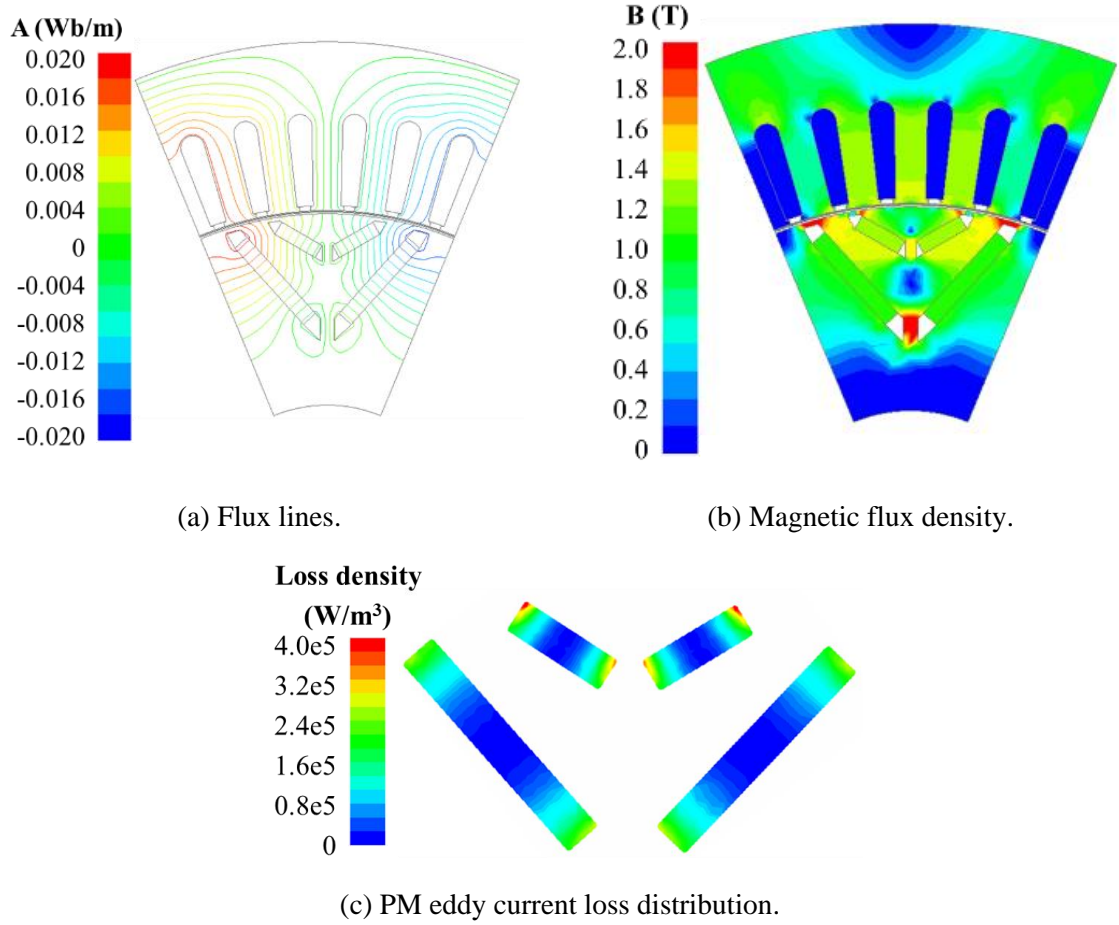 A (Wb/m)
0.020
0.016
0.012
0.008
0.004
0
-0.004
-0.008
-0.012
-0.016
-0.020
B (T)
2.0
1.8
1.6
1.4
1.2
1.0
0.8
0.6
0.4
0.2
0
(a) Flux lines.
(b) Magnetic flux density.
Loss density
(W/m³)
4.0e5
3.2e5
2.4e5
1.6e5
0.8e5
0
(c) PM eddy current loss distribution.